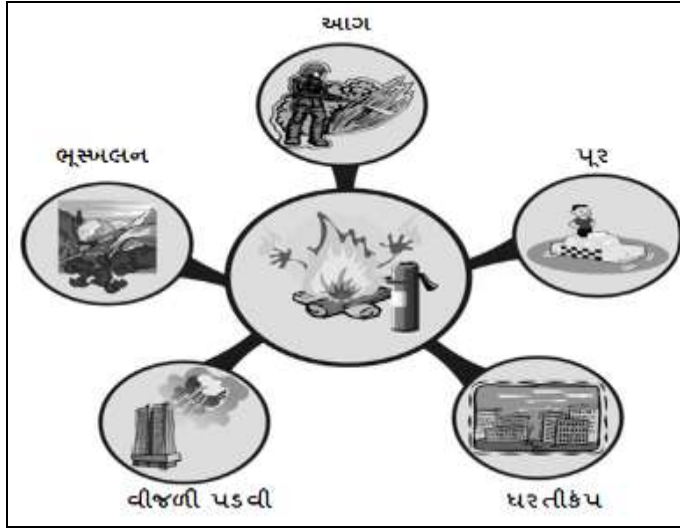 આગ
ભૂસ્ખલન
પૂર
વીજળી પડવી
ધરતીકંપ